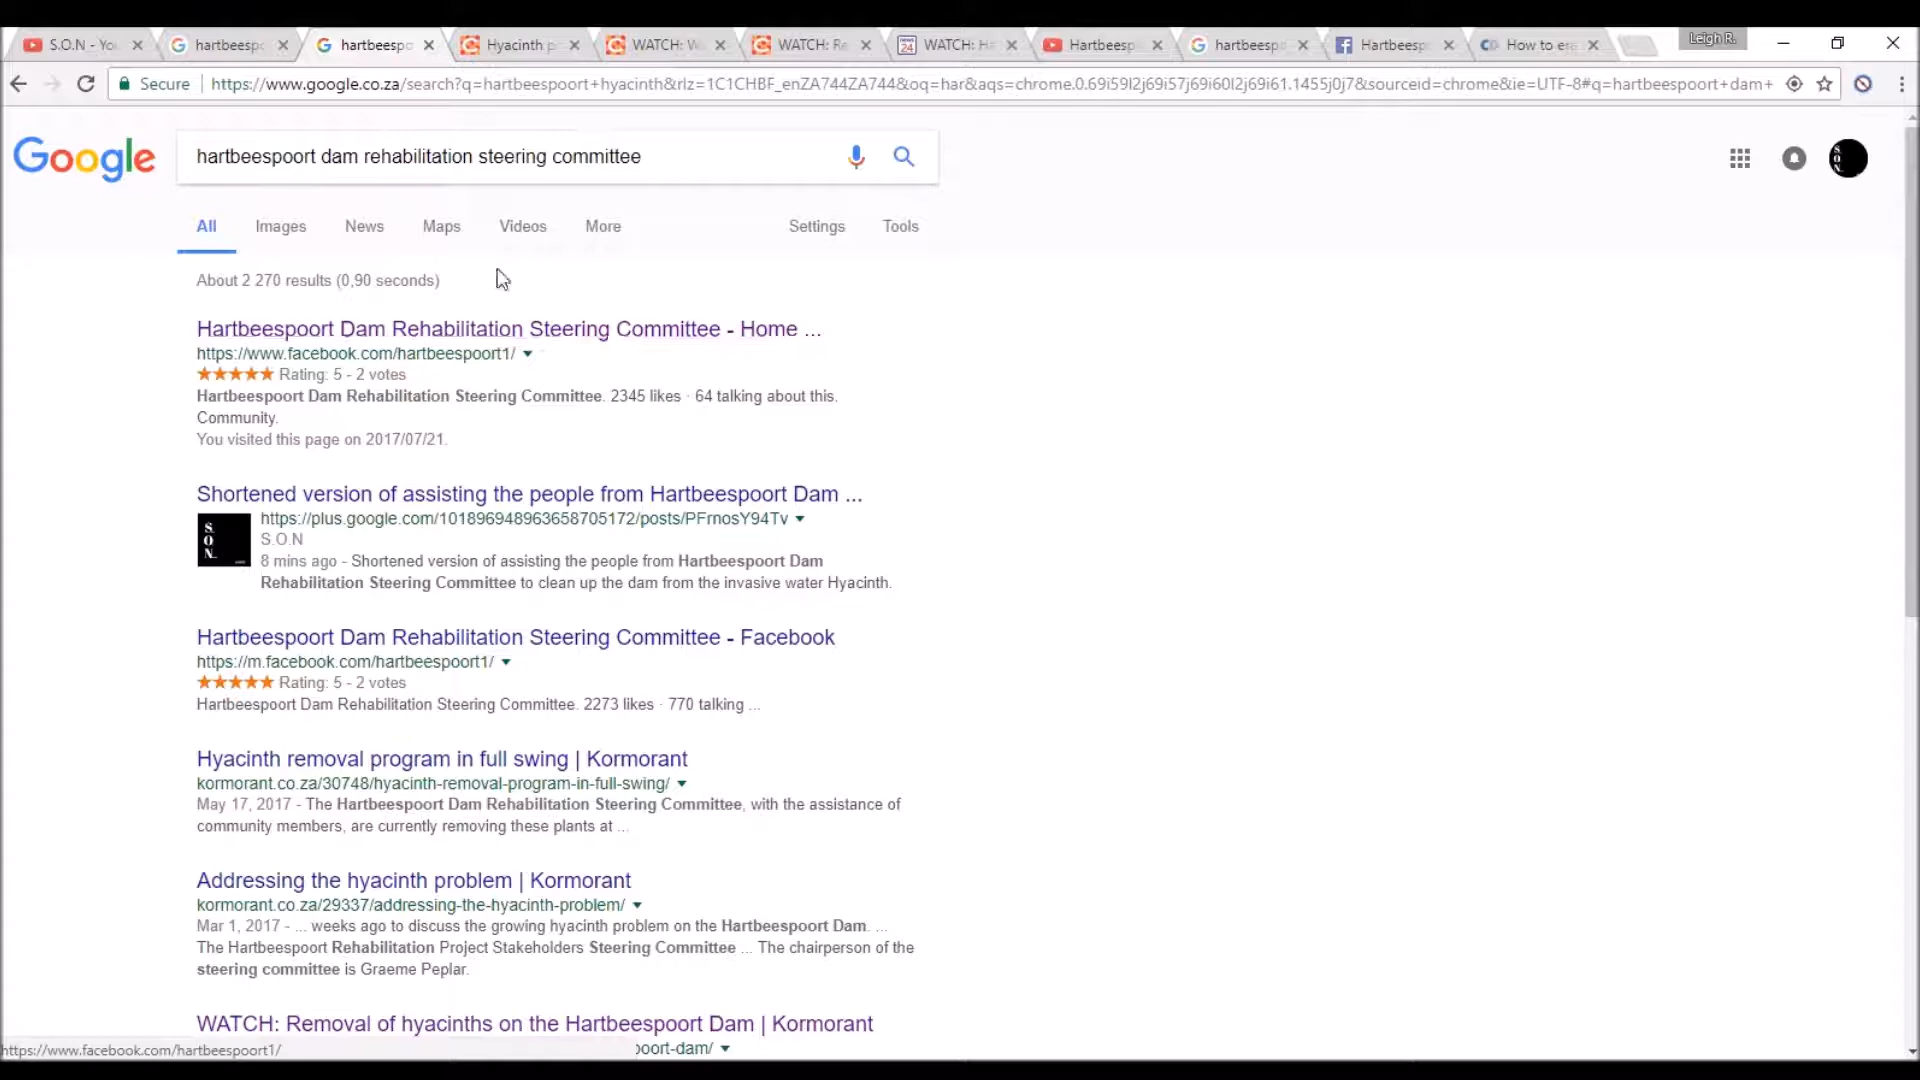 S.O.N - Yo
hartbeesp
hartbeespo
Hyacinth p
WATCH: W
WATCH: R
WATCH: H
Hartbeesp
hartbeespo
Hartbeesp
How to era
Leigh R.
Secure
https://www.google.co.za/search?q=hartbeespoort+hyacinth&rlz=1C1CHBF_enZA744ZA744&oq=har&aqs=chrome.0.69i59l2j69i57j69i60l2j69i61.1455j0j7&sourceid=chrome&ie=UTF-8#q=hartbeespoort+dam+
Google
hartbeespoort dam rehabilitation steering committee
All Images News Maps Videos More Settings Tools
About 2 270 results (0,90 seconds)
Hartbeespoort Dam Rehabilitation Steering Committee - Home ...
https://www.facebook.com/hartbeespoort1/
Rating: 5 - 2 votes
Hartbeespoort Dam Rehabilitation Steering Committee. 2345 likes · 64 talking about this.
Community.
You visited this page on 2017/07/21.
Shortened version of assisting the people from Hartbeespoort Dam ...
https://plus.google.com/101896948963658705172/posts/PFrnosY94Tv
S.O.N
8 mins ago - Shortened version of assisting the people from Hartbeespoort Dam
Rehabilitation Steering Committee to clean up the dam from the invasive water Hyacinth.
Hartbeespoort Dam Rehabilitation Steering Committee - Facebook
https://m.facebook.com/hartbeespoort1/
Rating: 5 - 2 votes
Hartbeespoort Dam Rehabilitation Steering Committee. 2273 likes · 770 talking ...
Hyacinth removal program in full swing | Kormorant
kormorant.co.za/30748/hyacinth-removal-program-in-full-swing/
May 17, 2017 - The Hartbeespoort Dam Rehabilitation Steering Committee, with the assistance of
community members, are currently removing these plants at ...
Addressing the hyacinth problem | Kormorant
kormorant.co.za/29337/addressing-the-hyacinth-problem/
Mar 1, 2017 - ... weeks ago to discuss the growing hyacinth problem on the Hartbeespoort Dam. ...
The Hartbeespoort Rehabilitation Project Stakeholders Steering Committee ... The chairperson of the
steering committee is Graeme Peplar.
WATCH: Removal of hyacinths on the Hartbeespoort Dam | Kormorant
https://www.facebook.com/hartbeespoort1/
oort-dam/